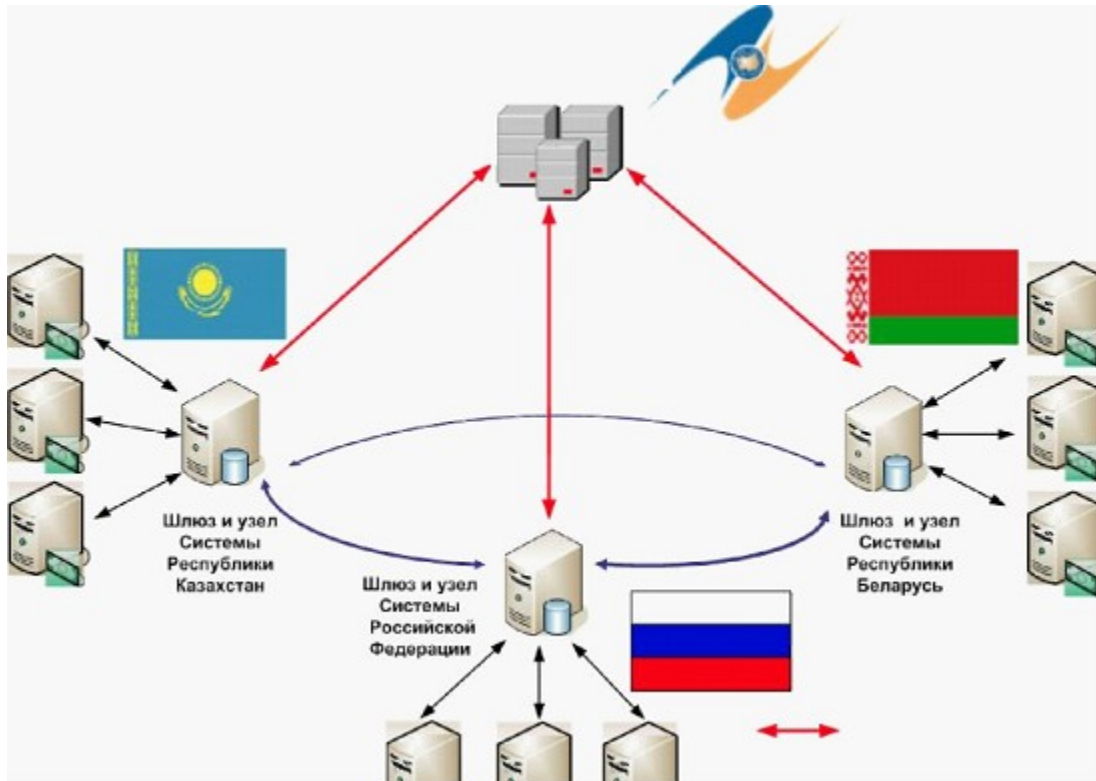 Шлюз и узел
Системы
Республики
Казахстан
Шлюз и узел
Системы
Российской
Федерации
Шлюз и узел
Системы
Республики
Беларусь